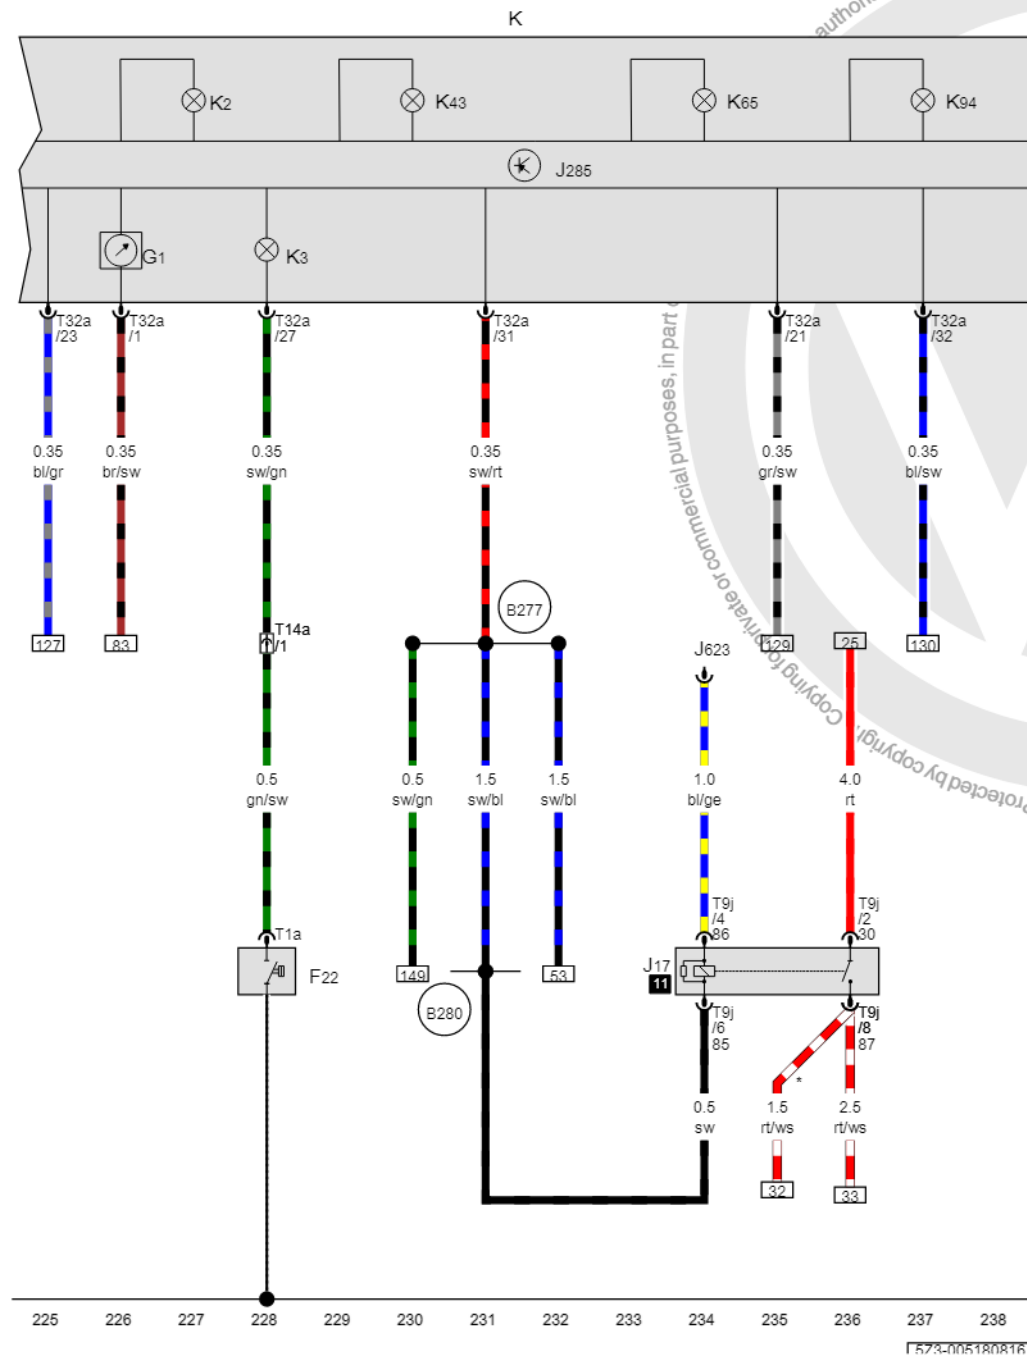 K
authori
K2
K43
K65
K94
J285
G1
K3
T32a
/23
T32a
/1
T32a
/27
T32a
/31
T32a
/21
T32a
/32
0.35
bl/gr
0.35
br/sw
0.35
sw/gn
0.35
sw/rt
0.35
gr/sw
0.35
bl/sw
Protected by copyright. Copying for private or commercial purposes, in part o
B277
127
83
T14a
/1
J623
129
25
130
0.5
gn/sw
0.5
sw/gn
1.5
sw/bl
1.5
sw/bl
1.0
bl/ge
4.0
rt
T1a
T9j
/4
86
T9j
/2
30
F22
149
53
J17
11
B280
T9j
/6
85
T9j
/8
87
*
0.5
sw
1.5
rt/ws
2.5
rt/ws
32
33
225 226 227 228 229 230 231 232 233 234 235 236 237 238
573-005180816